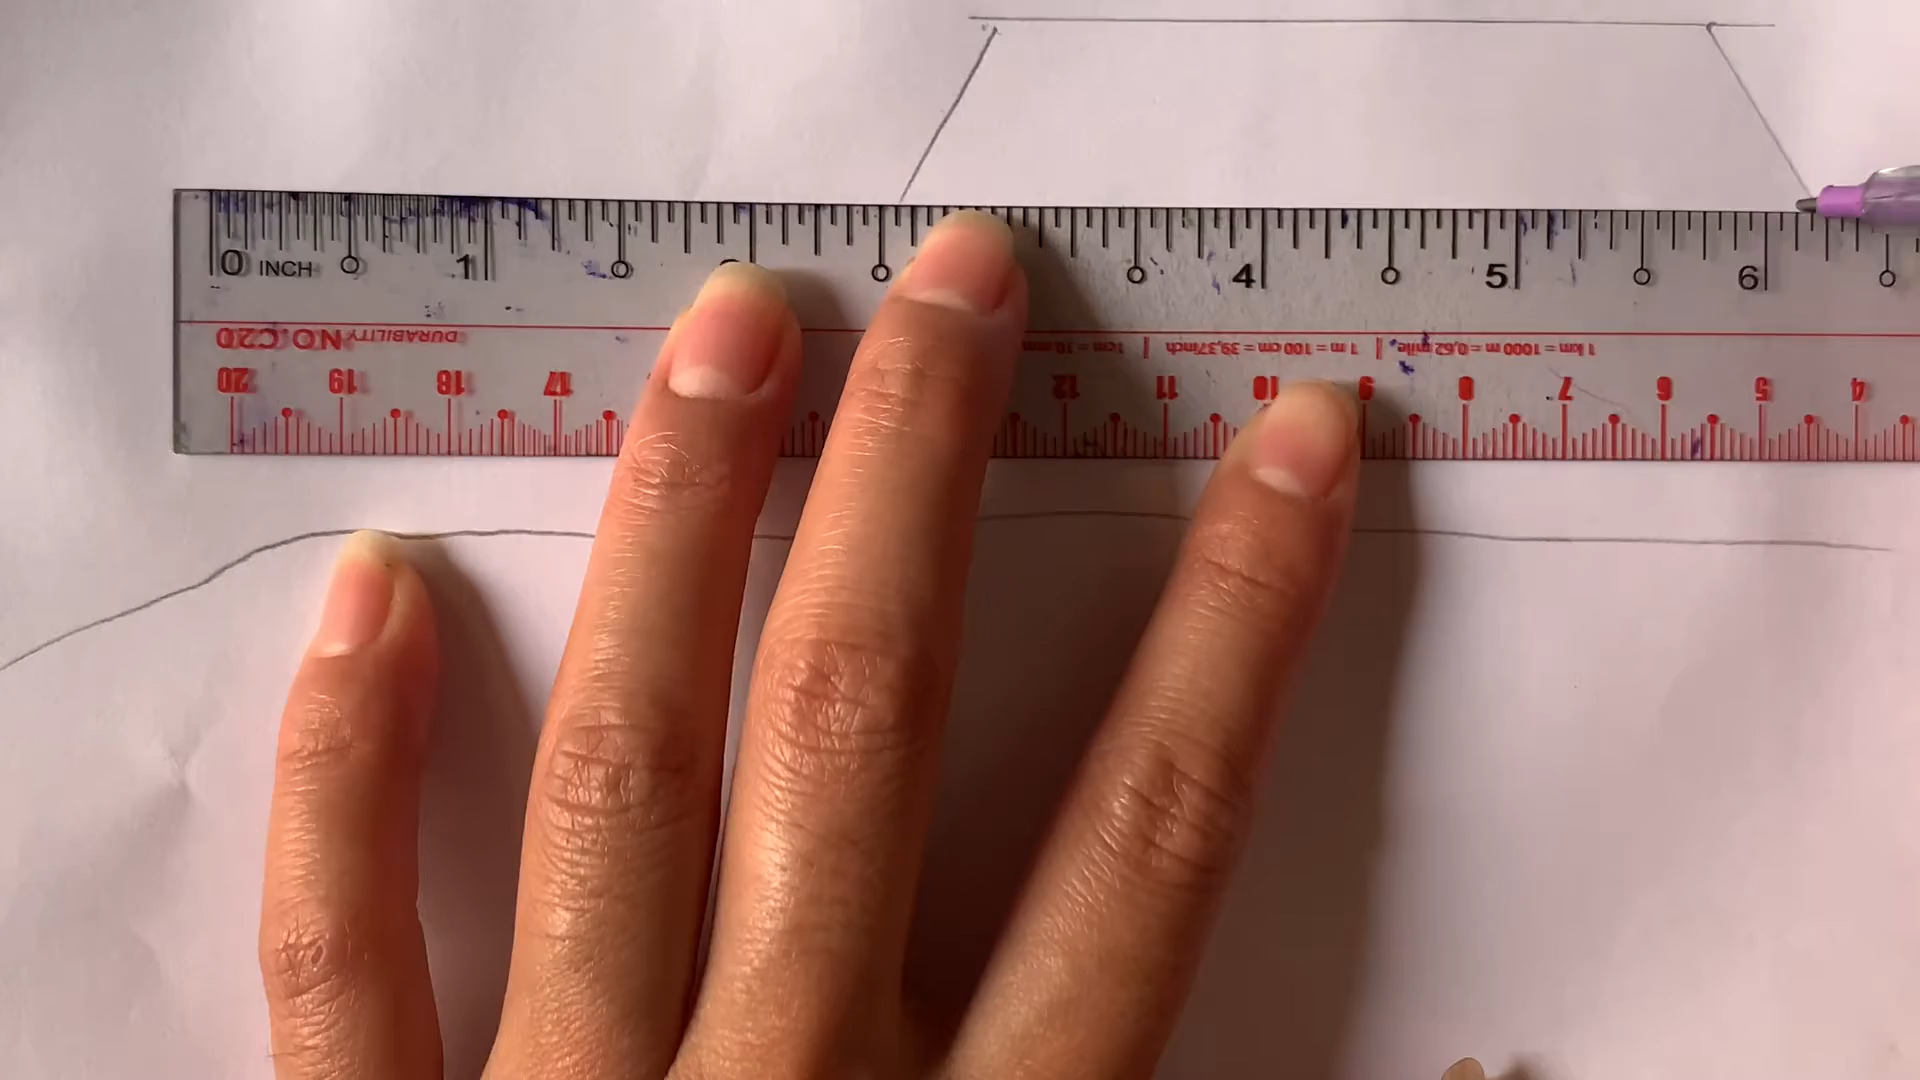 0 INCH 1 4 5 6
NO:C20 DURABILITY 1cm = 10 mm | 1 m = 100 cm = 39,37inch | 1 km = 1000 m = 0,62 mile
20 19 18 17 12 11 10 9 8 7 6 5 4